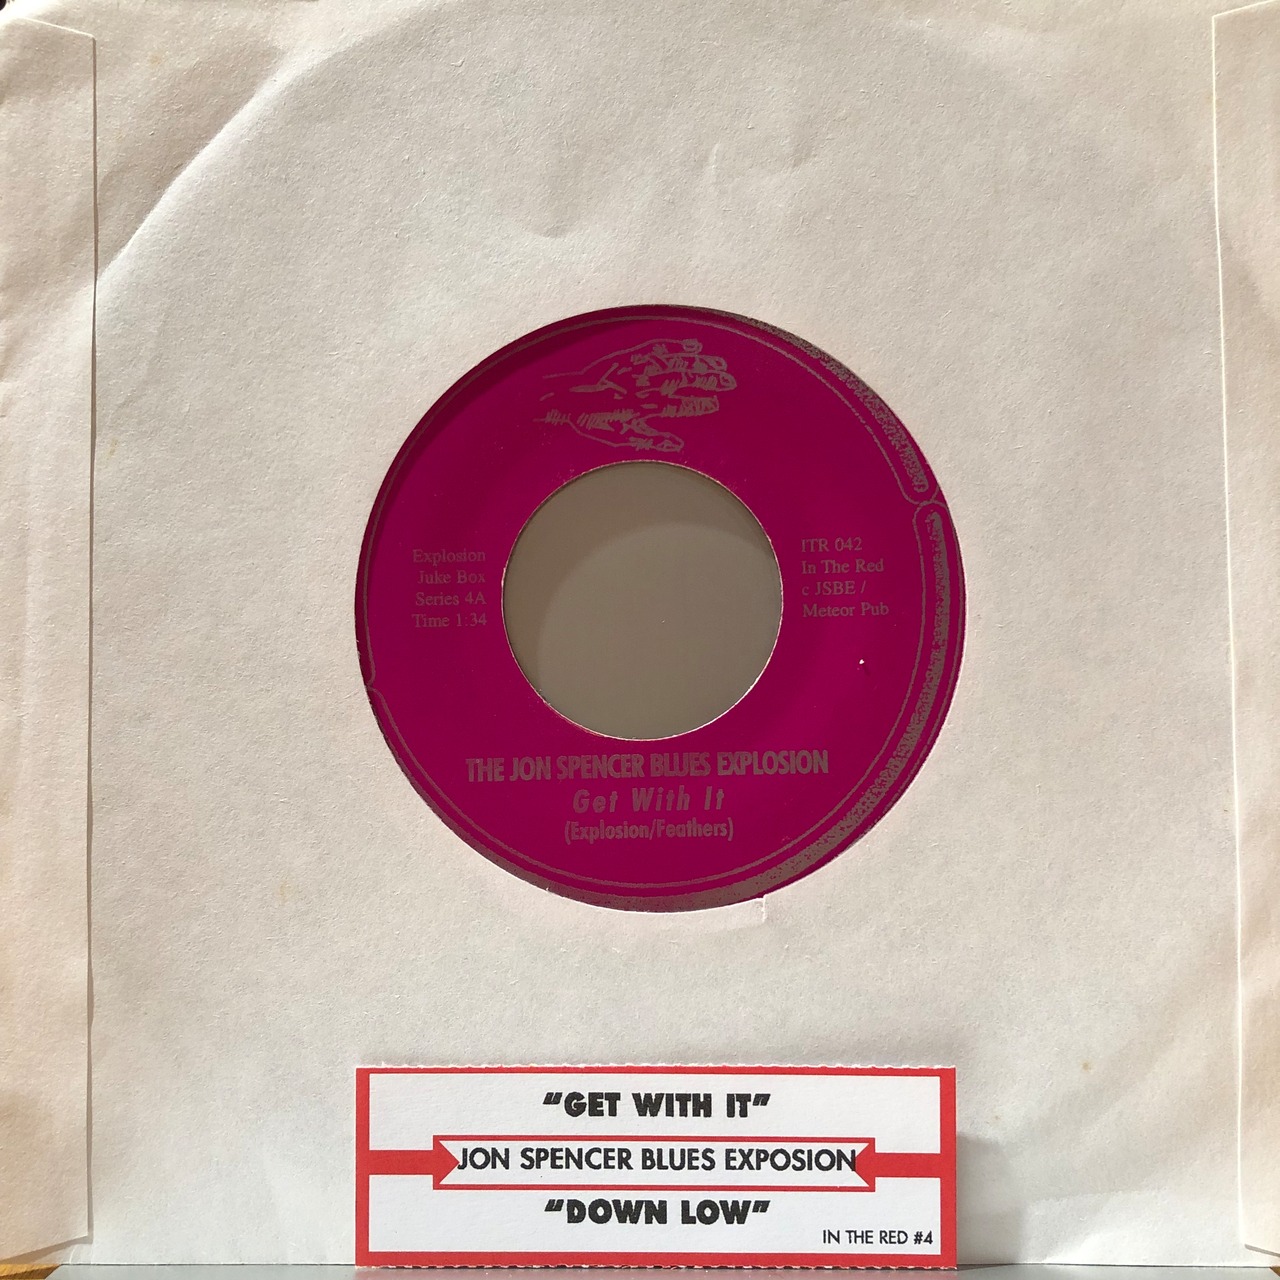 Explosion
Juke Box
Series 4A
Time 1:34
ITR 042
In The Red
c JSBE /
Meteor Pub
THE JON SPENCER BLUES EXPLOSION
Get With It
(Explosion/Feathers)
"GET WITH IT"
JON SPENCER BLUES EXPOSION
"DOWN LOW"
IN THE RED #4